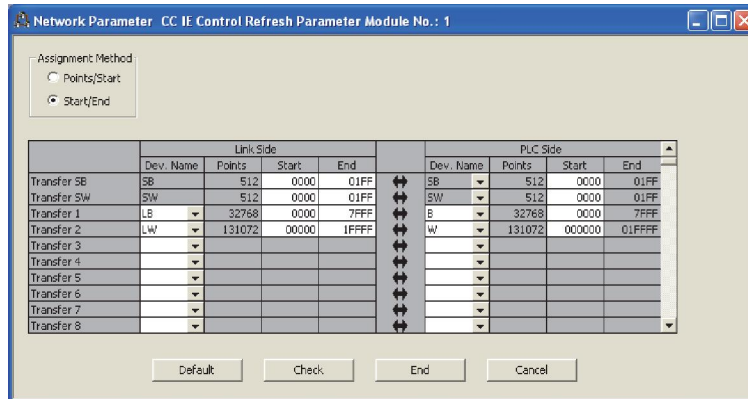 Network Parameter CC IE Control Refresh Parameter Module No.: 1
Assignment Method
Points/Start
Start/End
Link Side PLC Side
Dev. Name Points Start End Dev. Name Points Start End
Transfer SB SB 512 0000 01FF SB 512 0000 01FF
Transfer SW SW 512 0000 01FF SW 512 0000 01FF
Transfer 1 LB 32768 0000 7FFF B 32768 0000 7FFF
Transfer 2 LW 131072 00000 1FFFF W 131072 000000 01FFFF
Transfer 3
Transfer 4
Transfer 5
Transfer 6
Transfer 7
Transfer 8
Default Check End Cancel